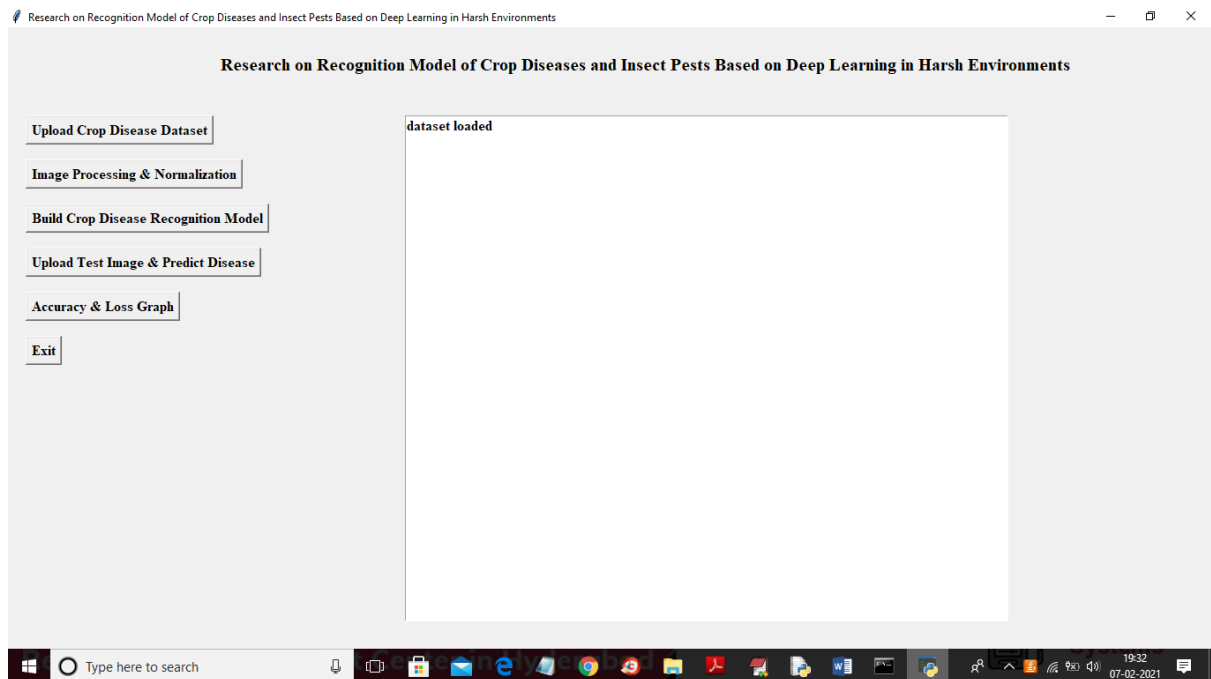 Research on Recognition Model of Crop Diseases and Insect Pests Based on Deep Learning in Harsh Environments
Research on Recognition Model of Crop Diseases and Insect Pests Based on Deep Learning in Harsh Environments
Upload Crop Disease Dataset
dataset loaded
Image Processing & Normalization
Build Crop Disease Recognition Model
Upload Test Image & Predict Disease
Accuracy & Loss Graph
Exit
Type here to search
19:32
07-02-2021